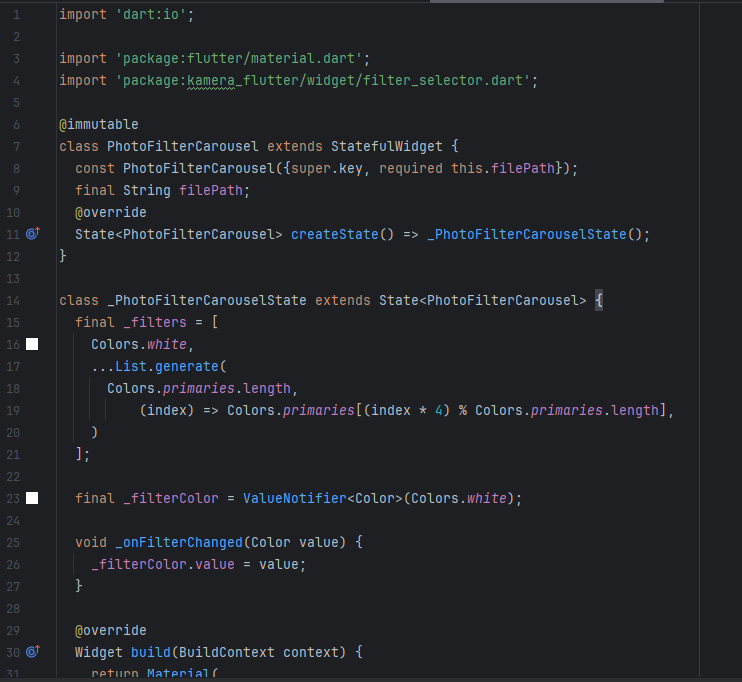 1 import 'dart:io';
2
3 import 'package:flutter/material.dart';
4 import 'package:kamera_flutter/widget/filter_selector.dart';
5
6 @immutable
7 class PhotoFilterCarousel extends StatefulWidget {
8 const PhotoFilterCarousel({super.key, required this.filePath});
9 final String filePath;
10 @override
11 State<PhotoFilterCarousel> createState() => _PhotoFilterCarouselState();
12 }
13
14 class _PhotoFilterCarouselState extends State<PhotoFilterCarousel> {
15 final _filters = [
16 Colors.white,
17 ...List.generate(
18 Colors.primaries.length,
19 (index) => Colors.primaries[(index * 4) % Colors.primaries.length],
20 )
21 ];
22
23 final _filterColor = ValueNotifier<Color>(Colors.white);
24
25 void _onFilterChanged(Color value) {
26 _filterColor.value = value;
27 }
28
29 @override
30 Widget build(BuildContext context) {
31 return Material(